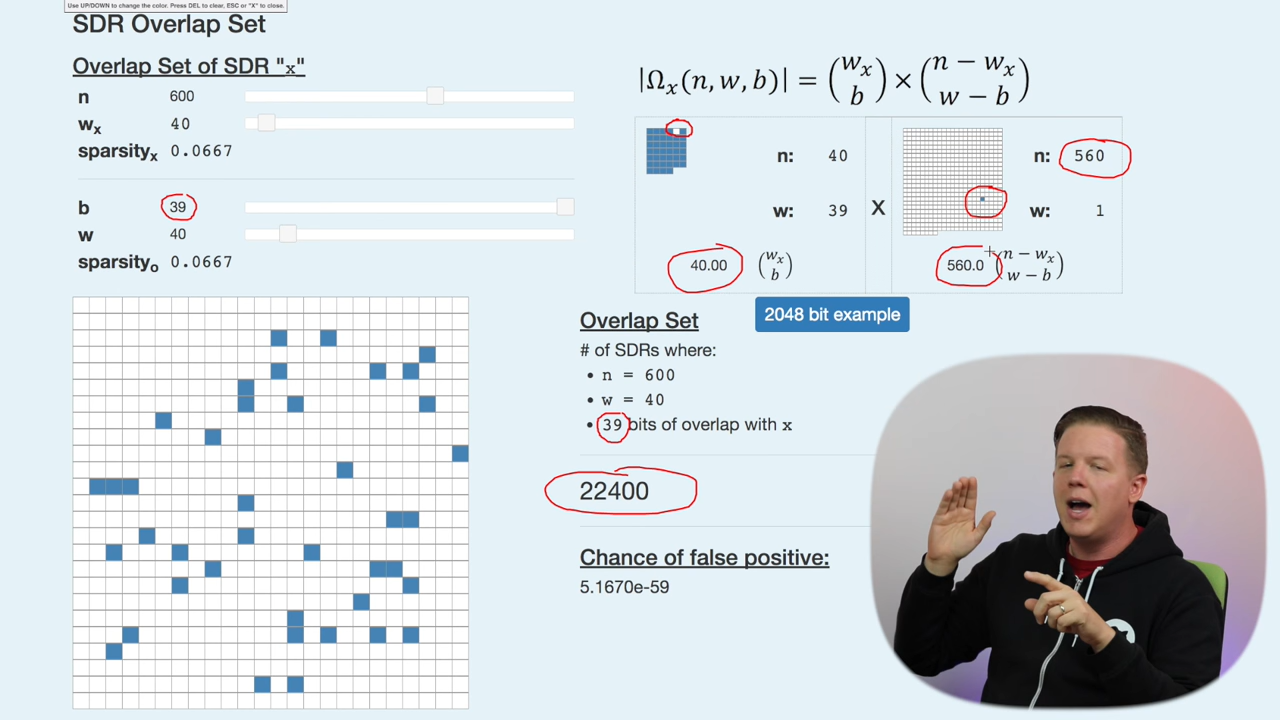 Use UP/DOWN to change the color. Press DEL to clear, ESC or "X" to close.
SDR Overlap Set
Overlap Set of SDR "x"
n 600
wₓ 40
sparsityₓ 0.0667
b 39
w 40
sparsityₒ 0.0667
|Ωₓ(n, w, b)| = (wₓ b) × (n − wₓ w − b)
n: 40
w: 39
40.00 (wₓ b)
X
n: 560
w: 1
560.0 (n − wₓ w − b)
2048 bit example
Overlap Set
# of SDRs where:
• n = 600
• w = 40
• 39 bits of overlap with x
22400
Chance of false positive:
5.1670e-59